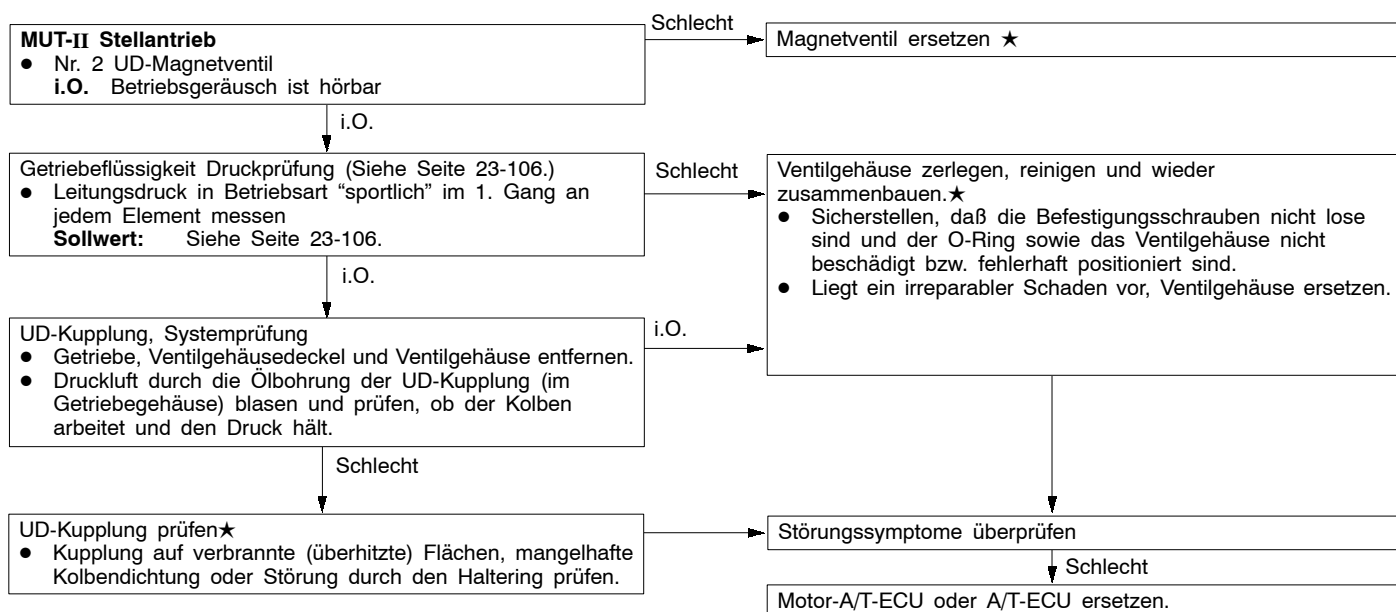 MUT-II Stellantrieb
● Nr. 2 UD-Magnetventil
i.O. Betriebsgeräusch ist hörbar
Schlecht
Magnetventil ersetzen ★
i.O.
Getriebeflüssigkeit Druckprüfung (Siehe Seite 23-106.)
● Leitungsdruck in Betriebsart “sportlich” im 1. Gang an
jedem Element messen
Sollwert: Siehe Seite 23-106.
Schlecht
Ventilgehäuse zerlegen, reinigen und wieder
zusammenbauen.★
● Sicherstellen, daß die Befestigungsschrauben nicht lose
sind und der O-Ring sowie das Ventilgehäuse nicht
beschädigt bzw. fehlerhaft positioniert sind.
● Liegt ein irreparabler Schaden vor, Ventilgehäuse ersetzen.
i.O.
UD-Kupplung, Systemprüfung
● Getriebe, Ventilgehäusedeckel und Ventilgehäuse entfernen.
● Druckluft durch die Ölbohrung der UD-Kupplung (im
Getriebegehäuse) blasen und prüfen, ob der Kolben
arbeitet und den Druck hält.
i.O.
Schlecht
UD-Kupplung prüfen★
● Kupplung auf verbrannte (überhitzte) Flächen, mangelhafte
Kolbendichtung oder Störung durch den Haltering prüfen.
Störungssymptome überprüfen
Schlecht
Motor-A/T-ECU oder A/T-ECU ersetzen.